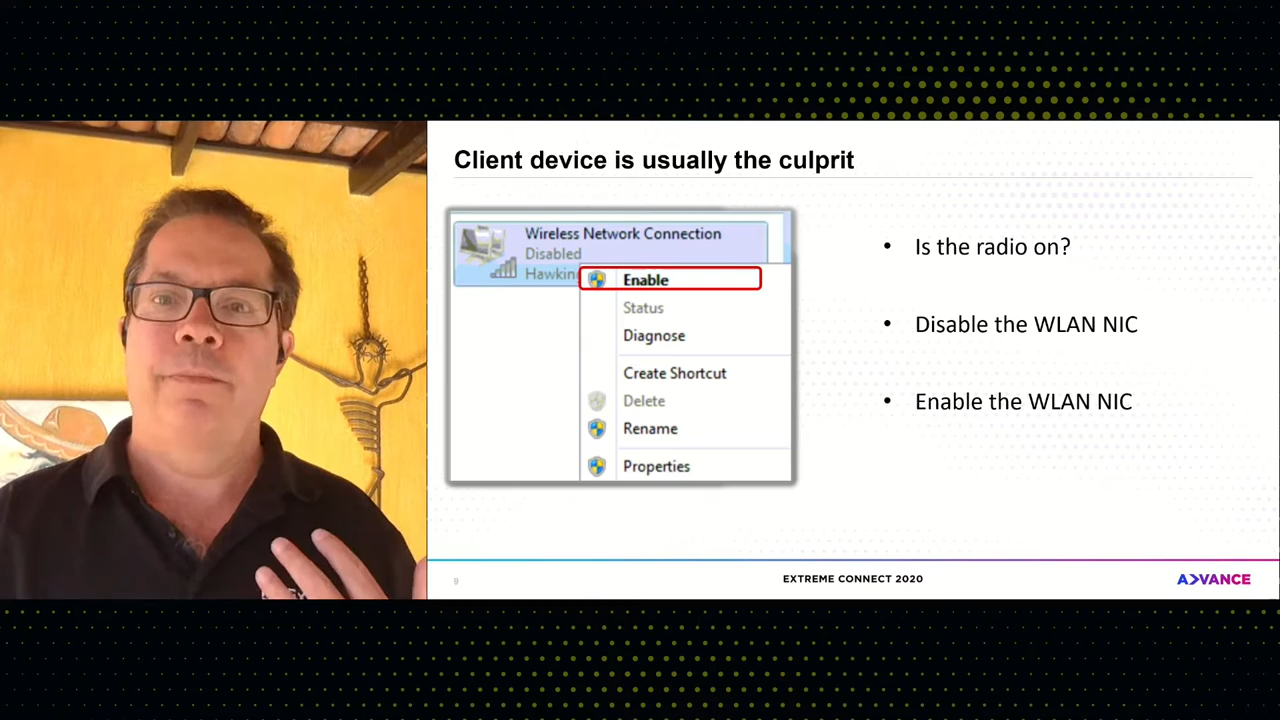 Client device is usually the culprit
Wireless Network Connection
Disabled
Enable
Status
Diagnose
Create Shortcut
Delete
Rename
Properties
• Is the radio on?
• Disable the WLAN NIC
• Enable the WLAN NIC
9
EXTREME CONNECT 2020
ADVANCE